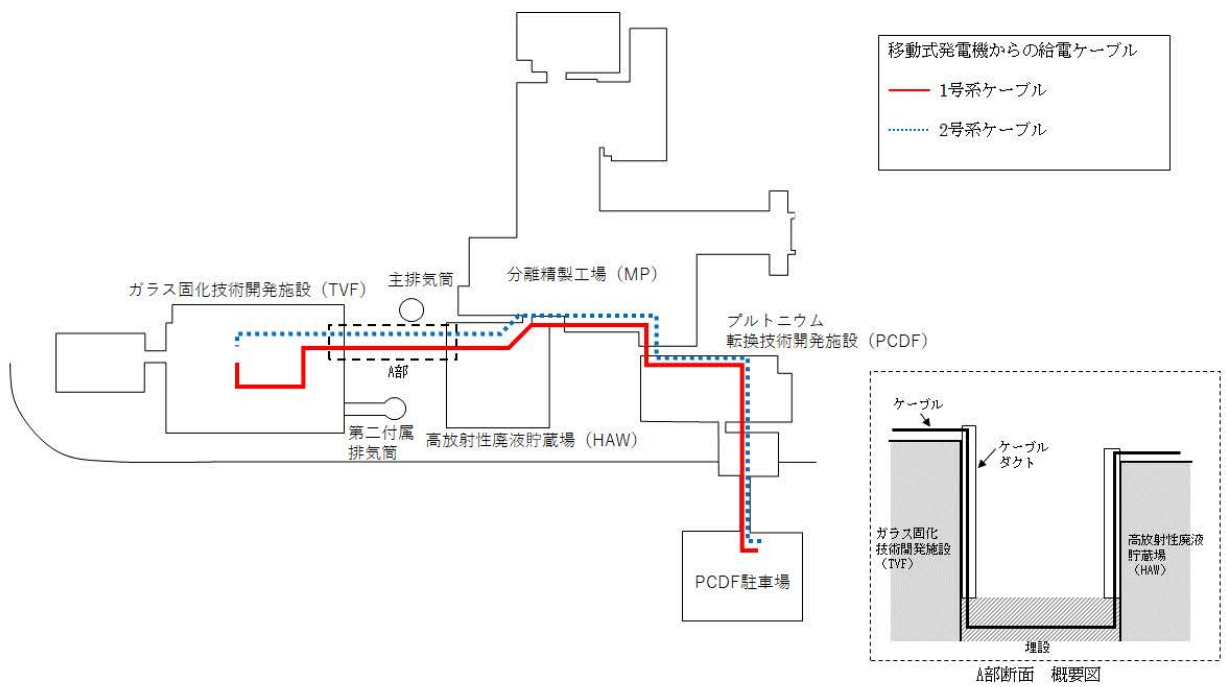 移動式発電機からの給電ケーブル
1号系ケーブル
2号系ケーブル
分離精製工場（MP）
主排気筒
ガラス固化技術開発施設（TVF）
プルトニウム
転換技術開発施設（PCDF）
A部
第二付属
排気筒
高放射性廃液貯蔵場（HAW）
PCDF駐車場
ケーブル
ケーブル
ダクト
ガラス固化
技術開発施設
（TVF）
高放射性廃液
貯蔵場
（HAW）
埋設
A部断面　概要図